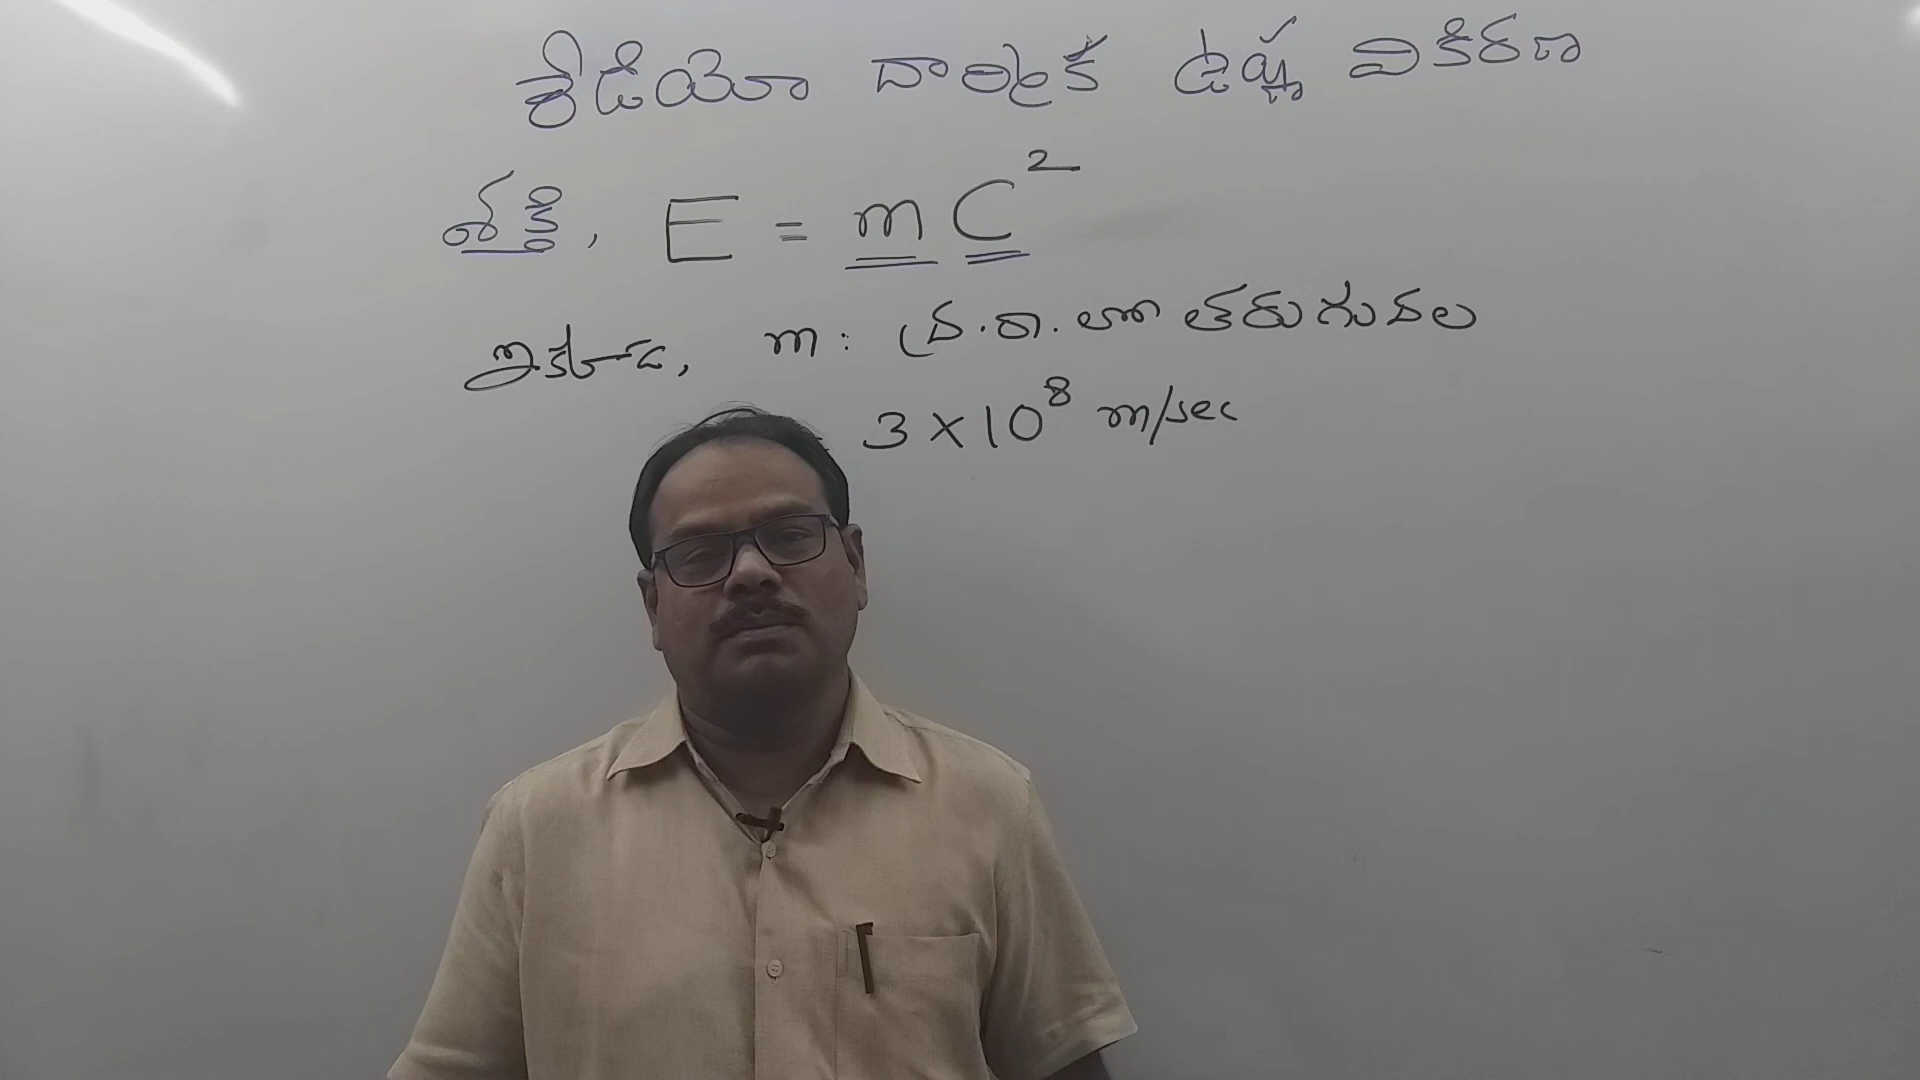 రేడియో ధార్మిక ఉష్ణ వికిరణ
శక్తి, E = mC²
ఇక్కడ, m: ద్ర.రా. లో తరుగుదల
3 × 10⁸ m/sec